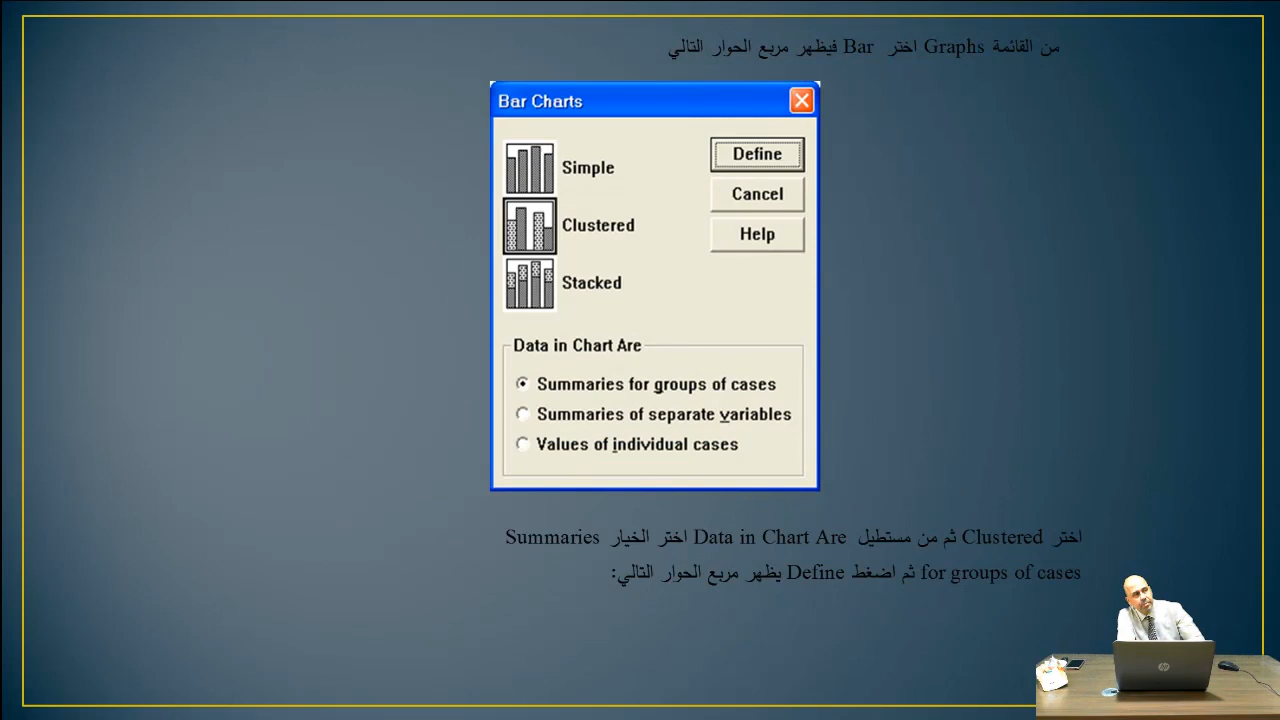 من القائمة Graphs اختر Bar فيظهر مربع الحوار التالي
Bar Charts
Simple
Clustered
Stacked
Define
Cancel
Help
Data in Chart Are
Summaries for groups of cases
Summaries of separate variables
Values of individual cases
اختر Clustered ثم من مستطيل Data in Chart Are اختر الخيار Summaries
for groups of cases ثم اضغط Define يظهر مربع الحوار التالي:
hp